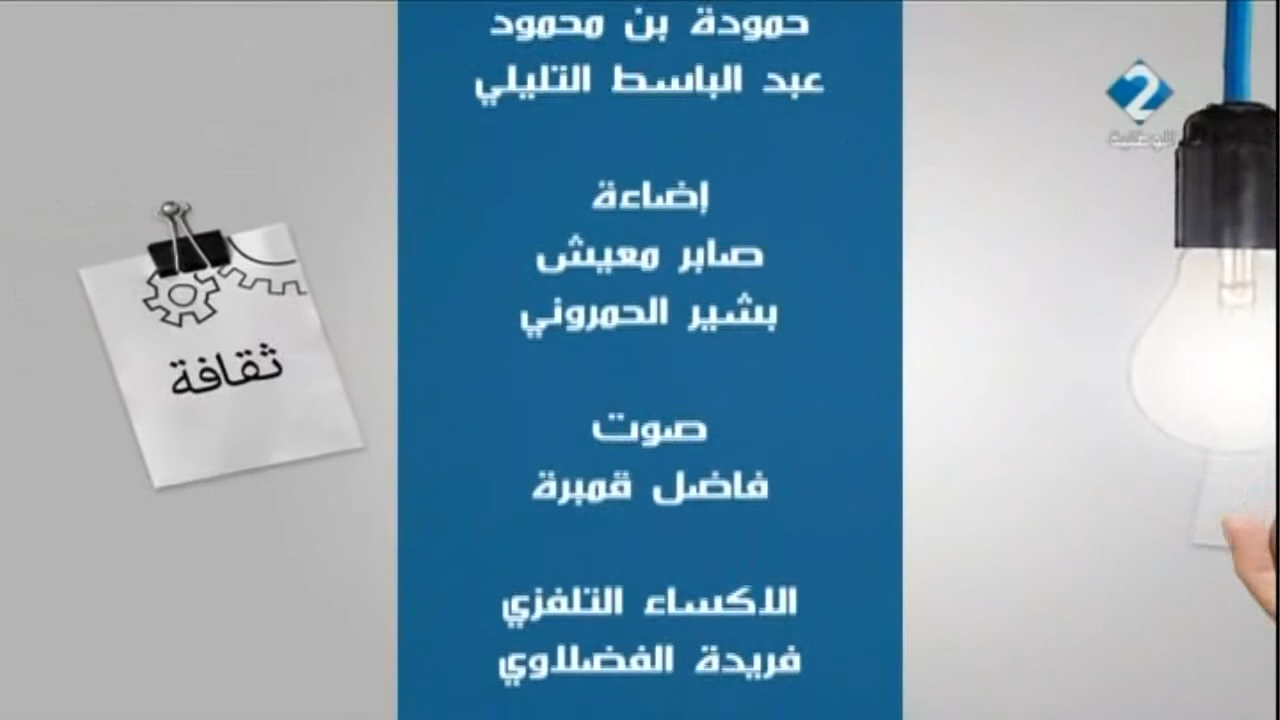 حمودة بن محمود
عبد الباسط التليلي
إضاءة
صابر معيش
بشير الحمروني
صوت
فاضل قمبرة
الاكساء التلفزي
فريدة الفضلاوي
ثقافة
2
الوطنية